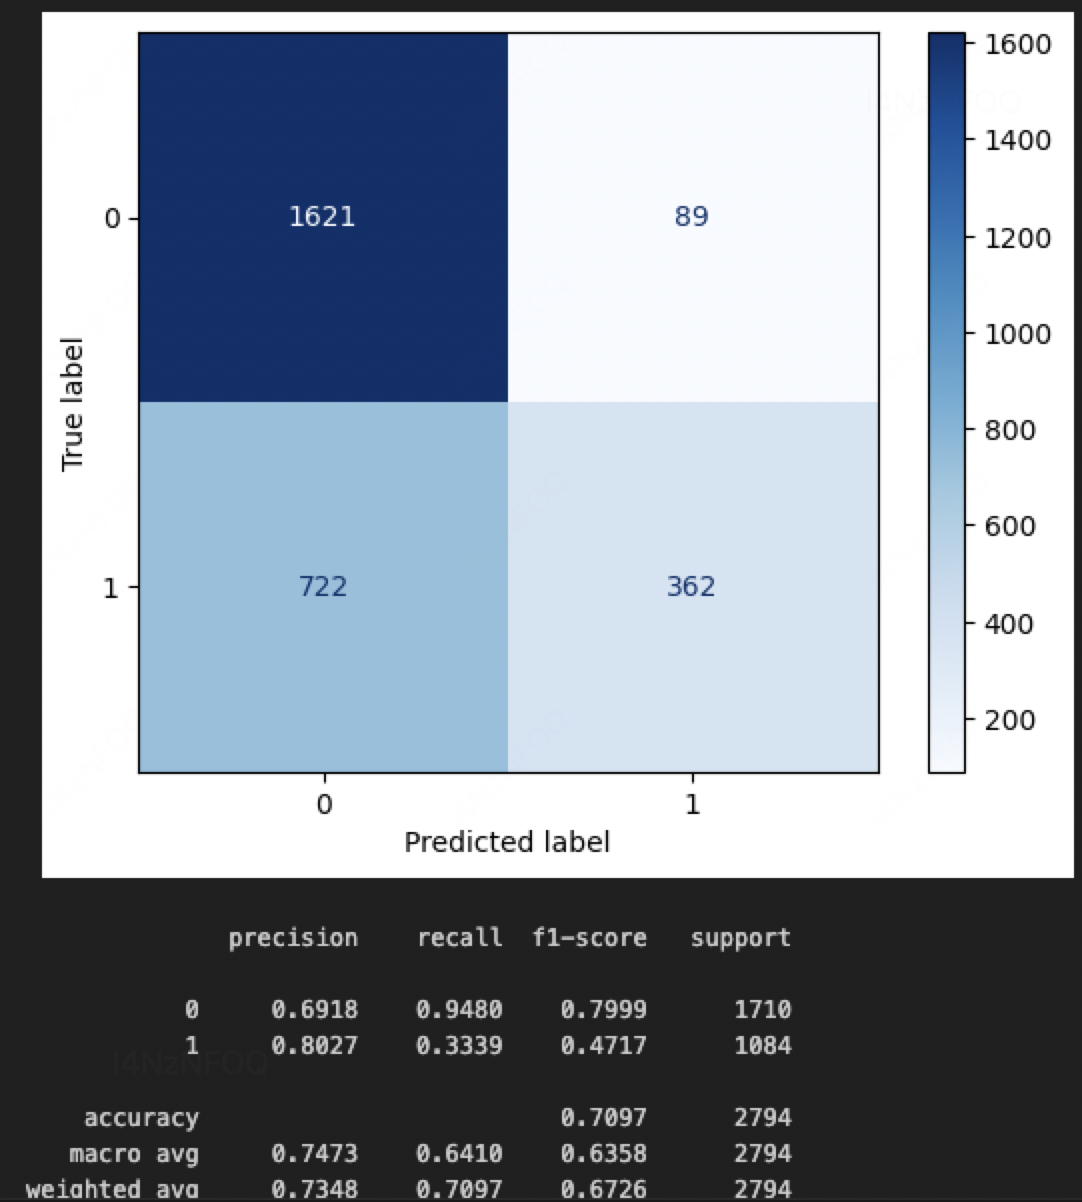 1600
1400
1200
1000
800
600
400
200
True label
0
1621 89
1
722 362
0 1
Predicted label
precision recall f1-score support
0 0.6918 0.9480 0.7999 1710
1 0.8027 0.3339 0.4717 1084
accuracy 0.7097 2794
macro avg 0.7473 0.6410 0.6358 2794
weighted avg 0.7348 0.7097 0.6726 2794
I4NzNFOQ